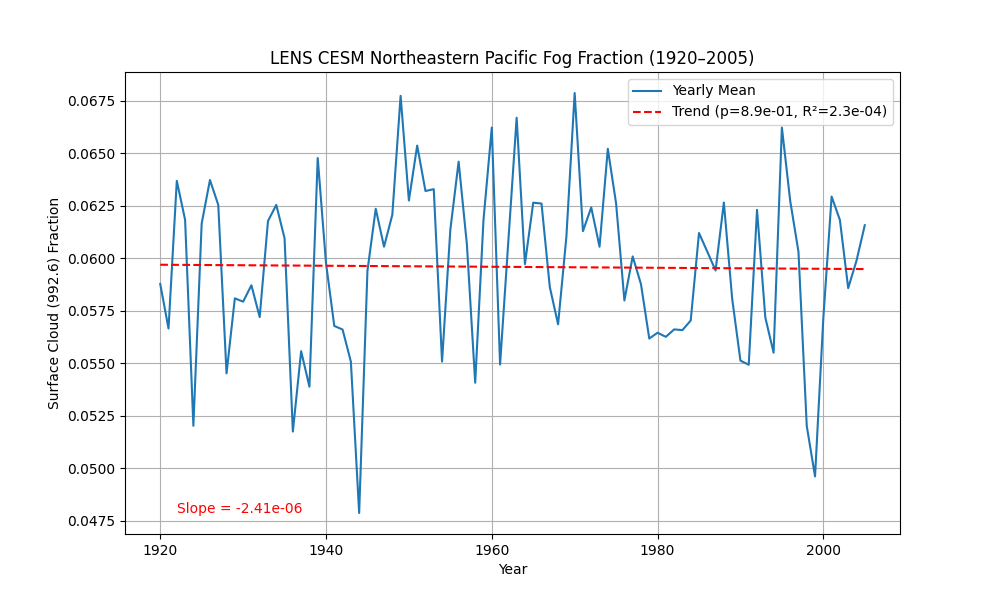 LENS CESM Northeastern Pacific Fog Fraction (1920–2005)
Yearly Mean
Trend (p=8.9e-01, R²=2.3e-04)
Surface Cloud (992.6) Fraction
0.0675
0.0650
0.0625
0.0600
0.0575
0.0550
0.0525
0.0500
0.0475
Slope = -2.41e-06
1920 1940 1960 1980 2000
Year